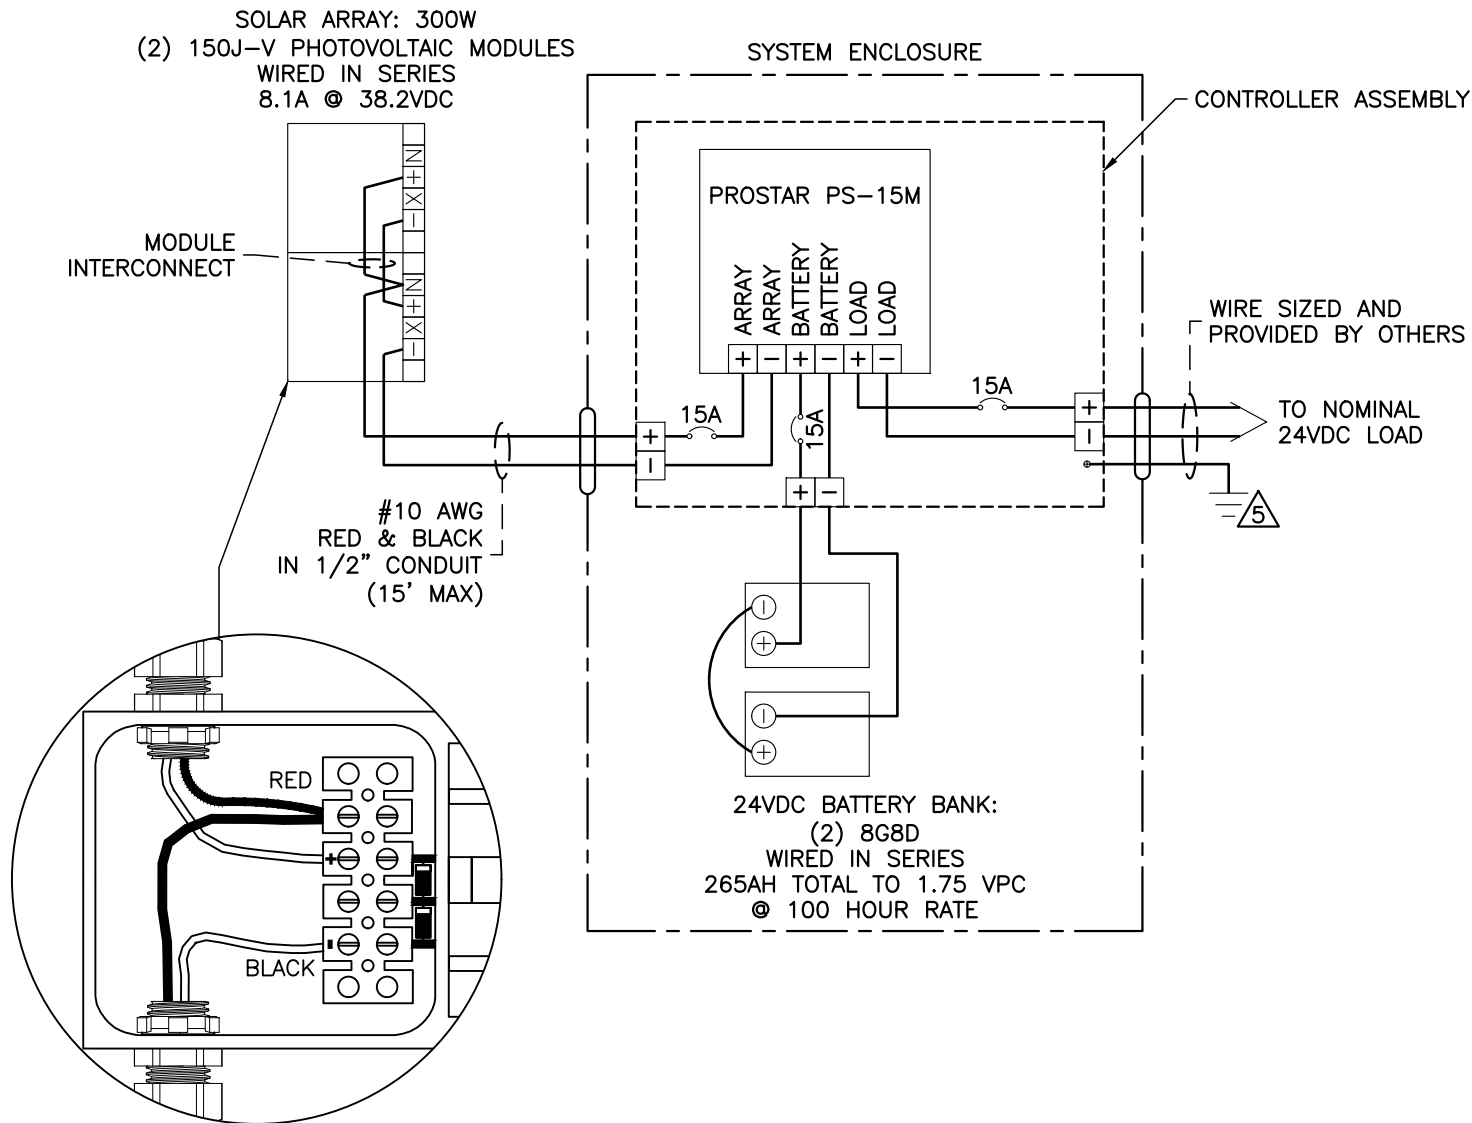 SOLAR ARRAY: 300W
(2) 150J-V PHOTOVOLTAIC MODULES
WIRED IN SERIES
8.1A @ 38.2VDC
SYSTEM ENCLOSURE
CONTROLLER ASSEMBLY
N
+
X
-
N
+
X
-
MODULE
INTERCONNECT
PROSTAR PS-15M
ARRAY
ARRAY
BATTERY
BATTERY
LOAD
LOAD
+ - + - + -
WIRE SIZED AND
PROVIDED BY OTHERS
15A
15A
15A
+
-
+
-
+ -
TO NOMINAL
24VDC LOAD
5
#10 AWG
RED & BLACK
IN 1/2" CONDUIT
(15' MAX)
-
+
-
+
24VDC BATTERY BANK:
(2) 8G8D
WIRED IN SERIES
265AH TOTAL TO 1.75 VPC
@ 100 HOUR RATE
RED
+
-
BLACK